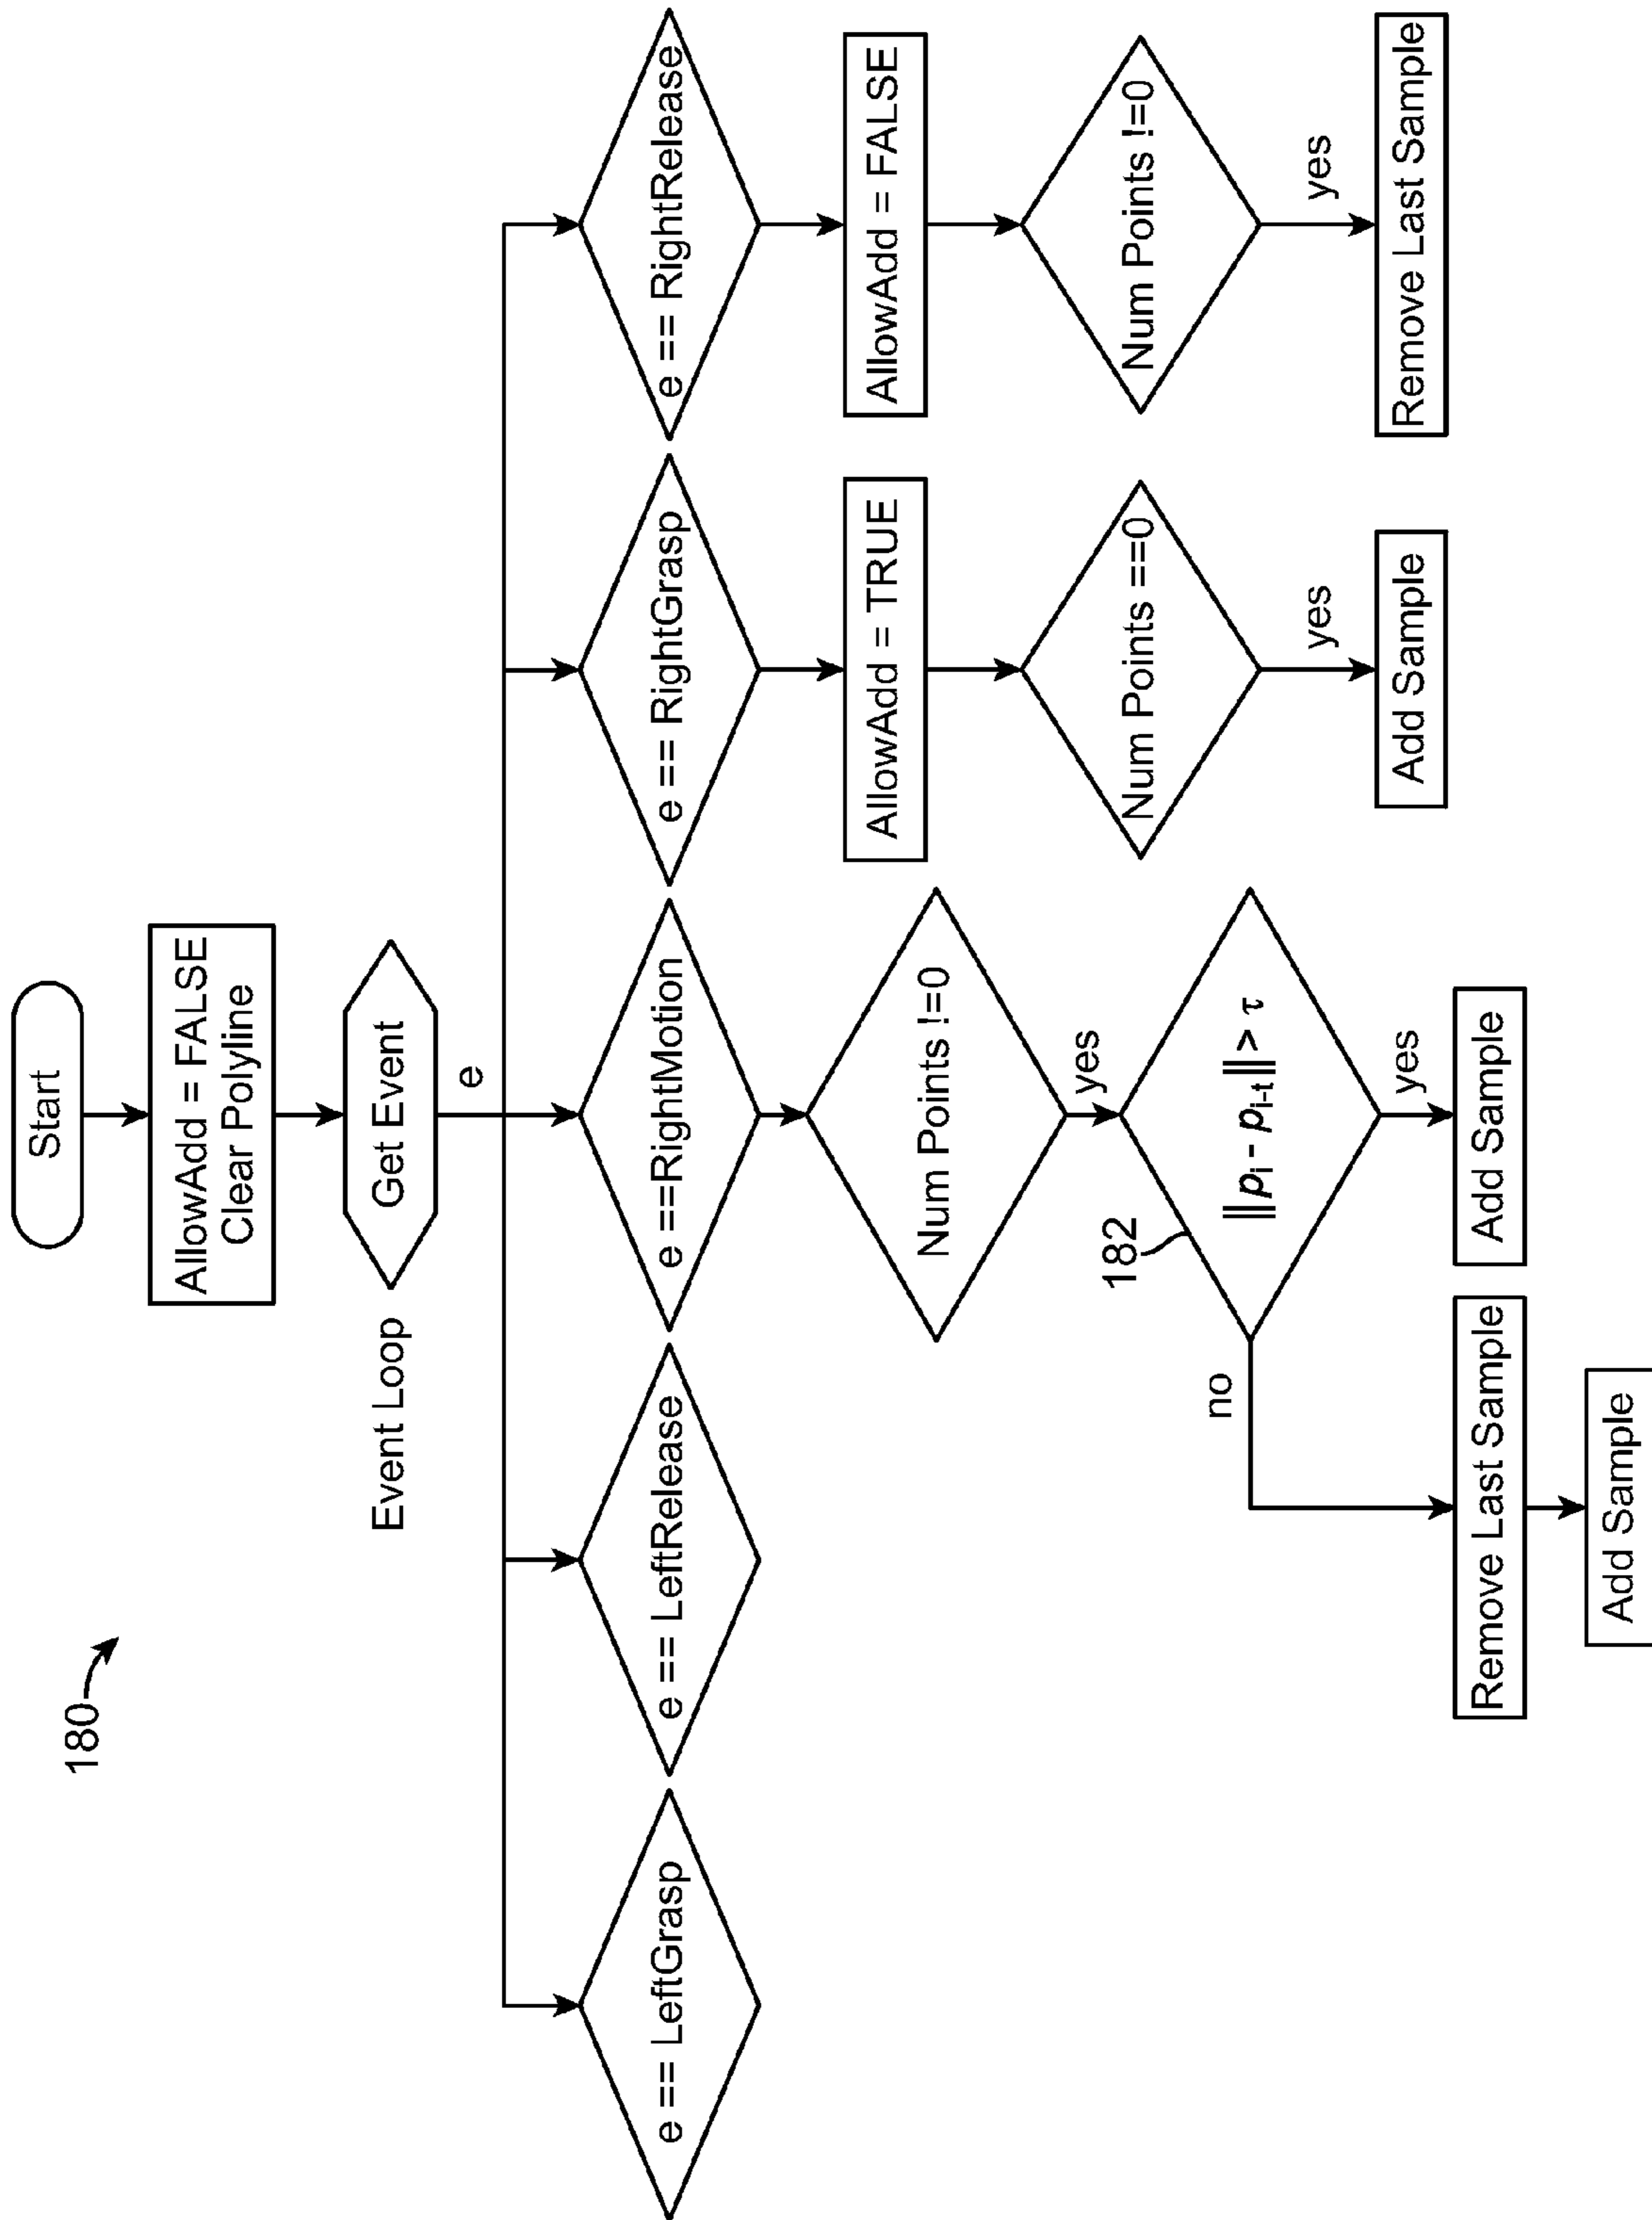 180
Start
AllowAdd = FALSE
Clear Polyline
Event Loop
Get Event
e
e == LeftGrasp
e == LeftRelease
e ==RightMotion
e == RightGrasp
e == RightRelease
AllowAdd = TRUE
AllowAdd = FALSE
Num Points !=0
Num Points ==0
Num Points !=0
yes
yes
yes
182
||pi - pi-t|| > τ
no
yes
Add Sample
Remove Last Sample
Remove Last Sample
Add Sample
Add Sample